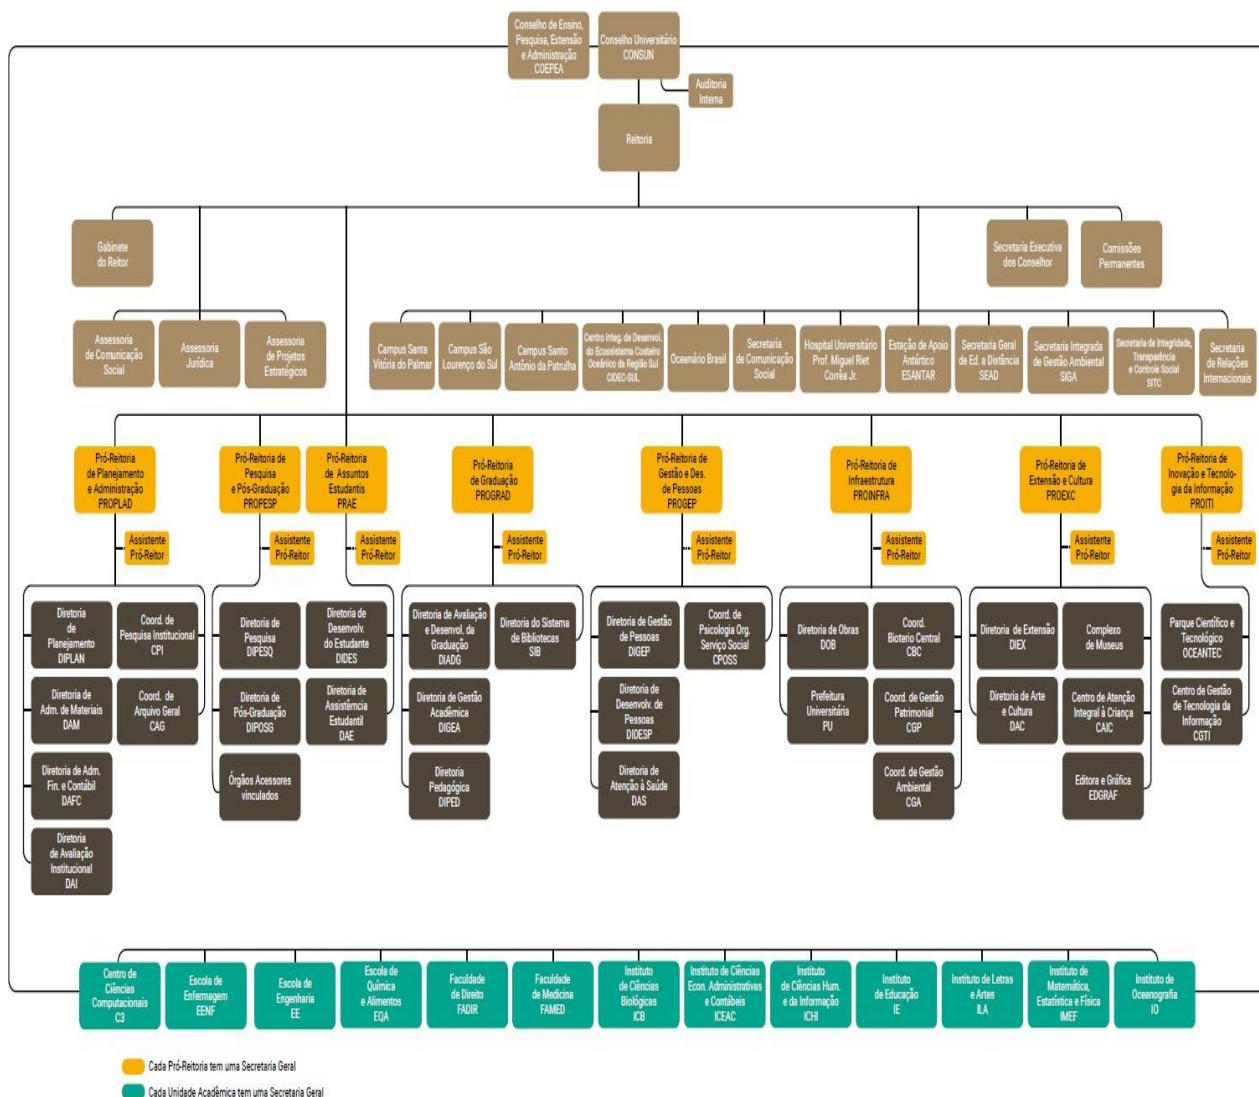 Conselho de Ensino,
Pesquisa, Extensão
e Administração
COEPEA
Conselho Universitário
CONSUN
Auditoria
Interna
Reitoria
Gabinete
do Reitor
Secretaria Executiva
dos Conselhor
Comissões
Permanentes
Assessoria
de Comunicação
Social
Assessoria
Jurídica
Assessoria
de Projetos
Estratégicos
Campus Santa
Vitória do Palmar
Campus São
Lourenço do Sul
Campus Santo
Antônio da Patrulha
Centro Integ. de Desenvol.
do Ecossistema Costeiro
Oceânico da Região Sul
CIDEC-SUL
Oceanário Brasil
Secretaria
de Comunicação
Social
Hospital Universitário
Prof. Miguel Riet
Corrêa Jr.
Estação de Apoio
Antártico
ESANTAR
Secretaria Geral
de Ed. a Distância
SEAD
Secretaria Integrada
de Gestão Ambiental
SIGA
Secretaria de Integridade,
Transparência
e Controle Social
SITC
Secretaria
de Relações
Internacionais
Pró-Reitoria
de Planejamento
e Administração
PROPLAD
Pró-Reitoria de
Pesquisa
e Pós-Graduação
PROPESP
Pró-Reitoria
de Assuntos
Estudantis
PRAE
Pró-Reitoria
de Graduação
PROGRAD
Pró-Reitoria de
Gestão e Des.
de Pessoas
PROGEP
Pró-Reitoria de
Infraestrutura
PROINFRA
Pró-Reitoria de
Extensão e Cultura
PROEXC
Pró-Reitoria de
Inovação e Tecnolo-
gia da Informação
PROITI
Assistente
Pró-Reitor
Assistente
Pró-Reitor
Assistente
Pró-Reitor
Assistente
Pró-Reitor
Assistente
Pró-Reitor
Assistente
Pró-Reitor
Assistente
Pró-Reitor
Assistente
Pró-Reitor
Diretoria
de
Planejamento
DIPLAN
Coord. de
Pesquisa Institucional
CPI
Diretoria de
Pesquisa
DIPESQ
Diretoria de
Desenvolv.
do Estudante
DIDES
Diretoria de Avaliação
e Desenvol. da
Graduação
DIADG
Diretoria do Sistema
de Bibliotecas
SIB
Diretoria de Gestão
de Pessoas
DIGEP
Coord. de
Psicologia Org.
Serviço Social
CPOSS
Diretoria de Obras
DOB
Coord.
Bioterio Central
CBC
Diretoria de Extensão
DIEX
Complexo
de Museus
Parque Científico e
Tecnológico
OCEANTEC
Diretoria de
Adm. de Materiais
DAM
Coord. de
Arquivo Geral
CAG
Diretoria de
Pós-Graduação
DIPOSG
Diretoria de
Assistêmcia
Estudantil
DAE
Diretoria de Gestão
Acadêmica
DIGEA
Diretoria de
Desenvolv. de
Pessoas
DIDESP
Prefeitura
Universitária
PU
Coord. de Gestão
Patrimonial
CGP
Diretoria de Arte
e Cultura
DAC
Centro de Atenção
Integral à Criança
CAIC
Centro de Gestão
de Tecnologia da
Informação
CGTI
Diretoria de Adm.
Fin. e Contábil
DAFC
Órgãos Acessores
vinculados
Diretoria
Pedagógica
DIPED
Diretoria de
Atenção à Saúde
DAS
Coord. de Gestão
Ambiental
CGA
Editora e Gráfica
EDGRAF
Diretoria
de Avaliação
Institucional
DAI
Centro de
Ciências
Computacionais
C3
Escola de
Enfermagem
EENF
Escola de
Engenharia
EE
Escola de
Química
e Alimentos
EQA
Faculdade
de Direito
FADIR
Faculdade
de Medicina
FAMED
Instituto
de Ciências
Biológicas
ICB
Instituto de Ciências
Econ. Administrativas
e Contábeis
ICEAC
Instituto
de Ciências Hum.
e da Informação
ICHI
Instituto
de Educação
IE
Instituto de Letras
e Artes
ILA
Instituto de
Matemática,
Estatística e Física
IMEF
Instituto de
Oceanografia
IO
Cada Pró-Reitoria tem uma Secretaria Geral
Cada Unidade Acadêmica tem uma Secretaria Geral